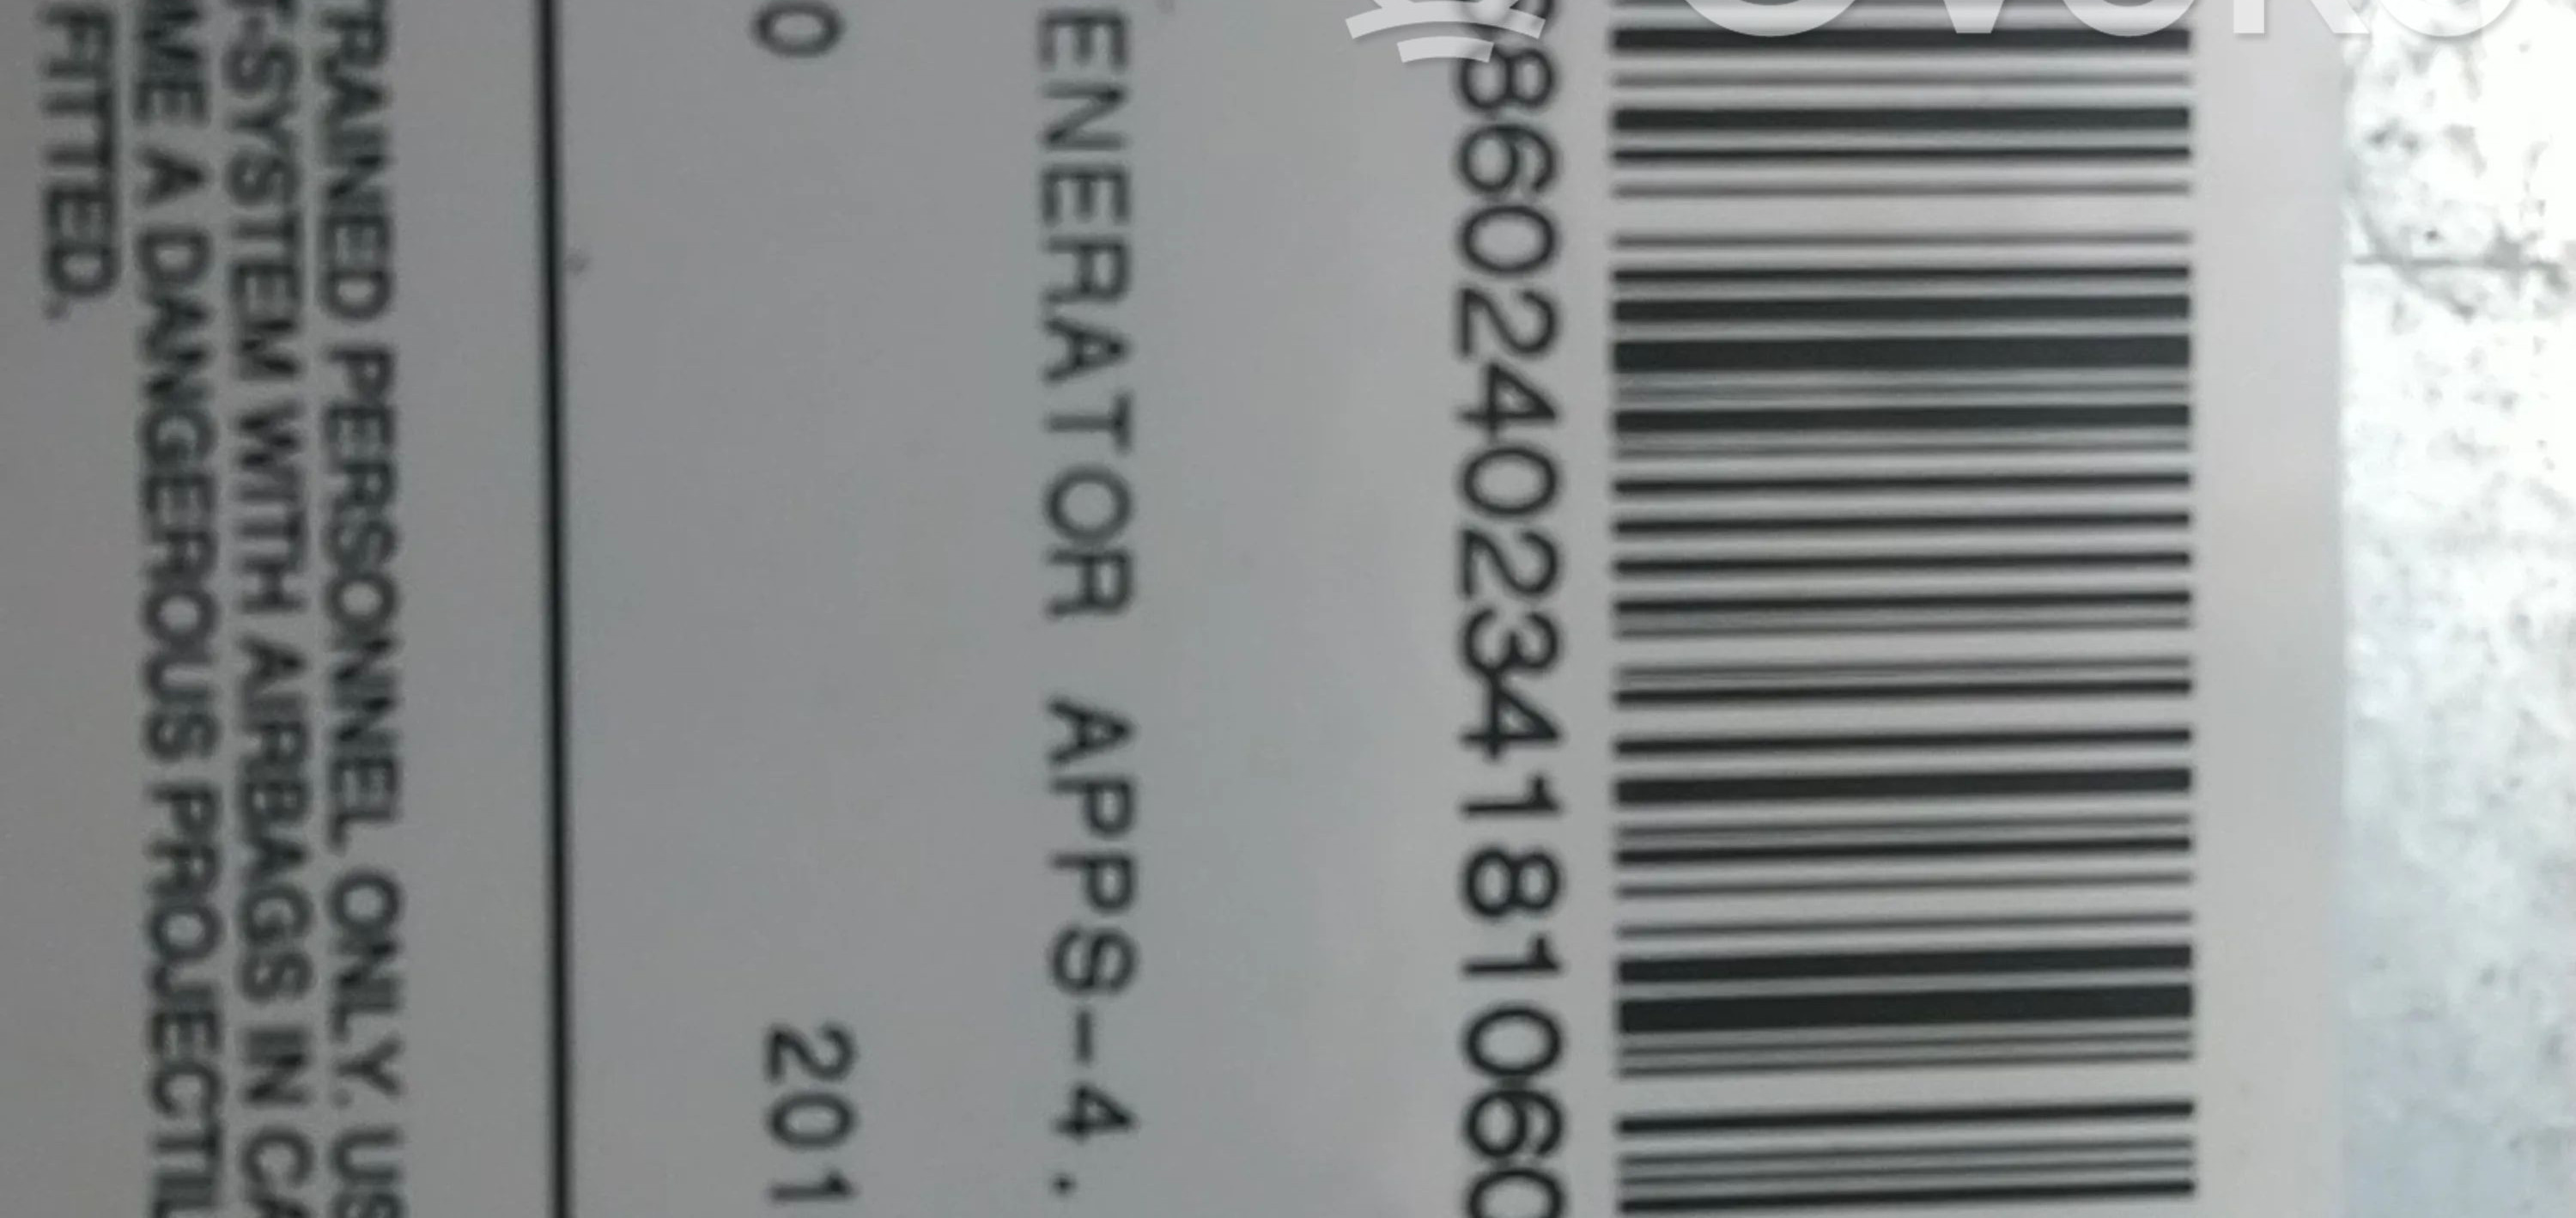 860240234181060
ENERATOR APPS-4.
0 201
TRAINED PERSONNEL ONLY. US
T-SYSTEM WITH AIRBAGS IN CA
ME A DANGEROUS PROJECTIL
FITTED.